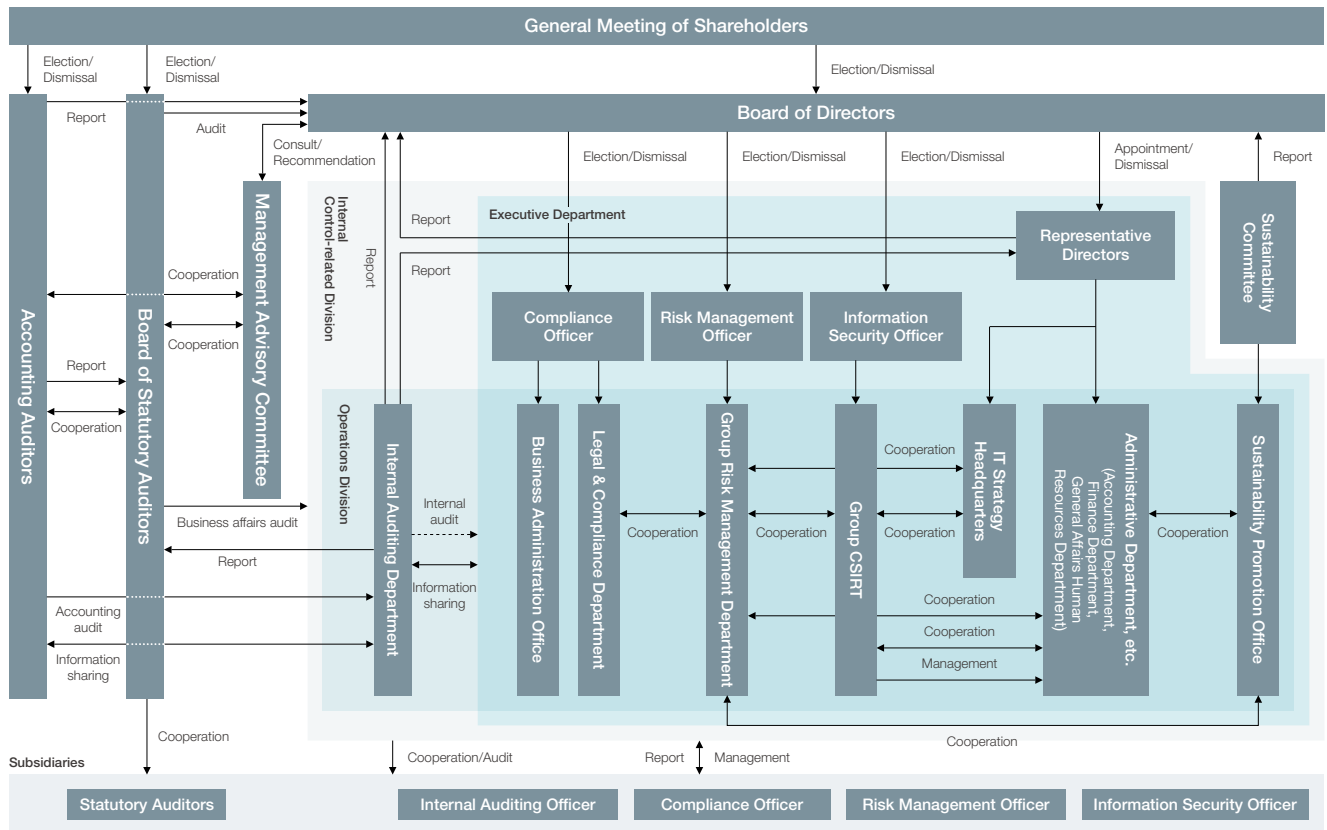 General Meeting of Shareholders
Election/
Dismissal
Election/
Dismissal
Election/Dismissal
Board of Directors
Report
Audit
Consult/
Recommendation
Election/Dismissal
Election/Dismissal
Election/Dismissal
Appointment/
Dismissal
Report
Internal
Control-related Division
Executive Department
Report
Report
Report
Representative
Directors
Sustainability
Committee
Management Advisory Committee
Cooperation
Cooperation
Accounting Auditors
Board of Statutory Auditors
Report
Cooperation
Compliance
Officer
Risk Management
Officer
Information
Security Officer
Operations Division
Internal Auditing Department
Business Administration Office
Legal & Compliance Department
Group Risk Management Department
Group CSIRT
IT Strategy
Headquarters
Administrative Department, etc.
(Accounting Department,
Finance Department,
General Affairs Human
Resources Department)
Sustainability Promotion Office
Cooperation
Internal
audit
Business affairs audit
Cooperation
Cooperation
Cooperation
Cooperation
Report
Information
sharing
Accounting
audit
Cooperation
Cooperation
Information
sharing
Management
Cooperation
Cooperation
Cooperation/Audit
Report
Management
Subsidiaries
Statutory Auditors
Internal Auditing Officer
Compliance Officer
Risk Management Officer
Information Security Officer